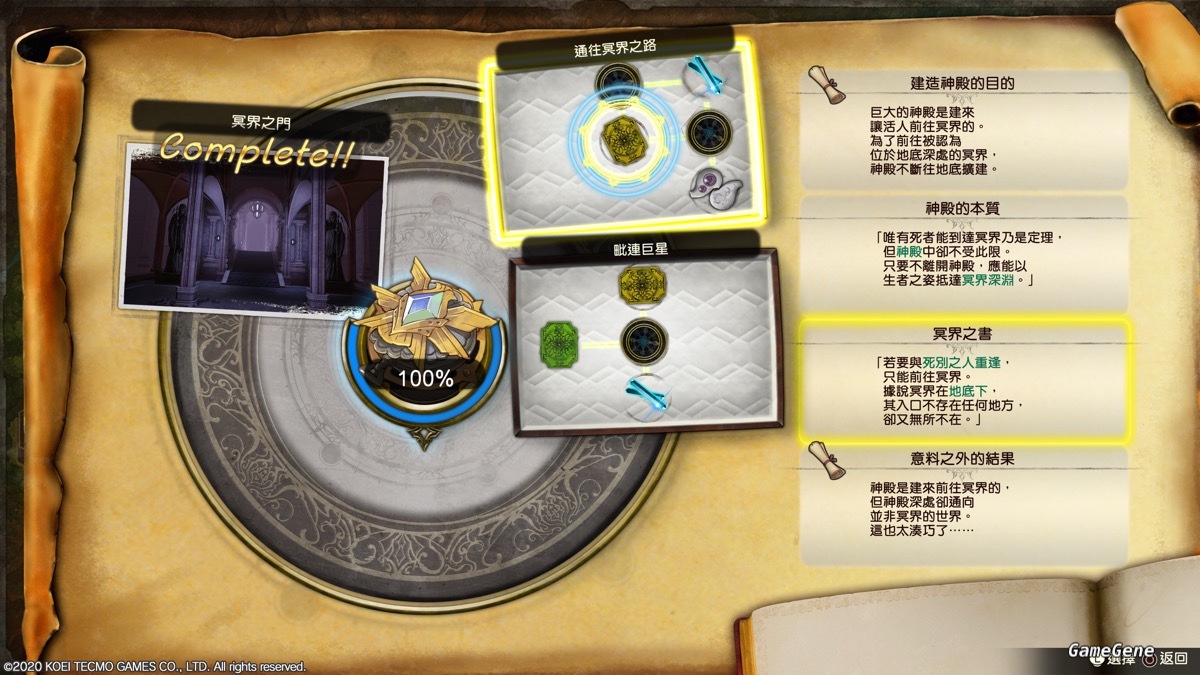 冥界之門
Complete!!
100%
通往冥界之路
毗連巨星
建造神殿的目的
巨大的神殿是建來
讓活人前往冥界的。
為了前往被認為
位於地底深處的冥界,
神殿不斷往地底擴建。
神殿的本質
「唯有死者能到達冥界乃是定理,
但神殿中卻不受此限。
只要不離開神殿,應能以
生者之姿抵達冥界深淵。」
冥界之書
「若要與死別之人重逢,
只能前往冥界。
據說冥界在地底下,
其入口不存在任何地方,
卻又無所不在。」
意料之外的結果
神殿是建來前往冥界的,
但神殿深處卻通向
並非冥界的世界。
這也太湊巧了……
©2020 KOEI TECMO GAMES CO., LTD. All rights reserved.
GameGene
L選擇 返回